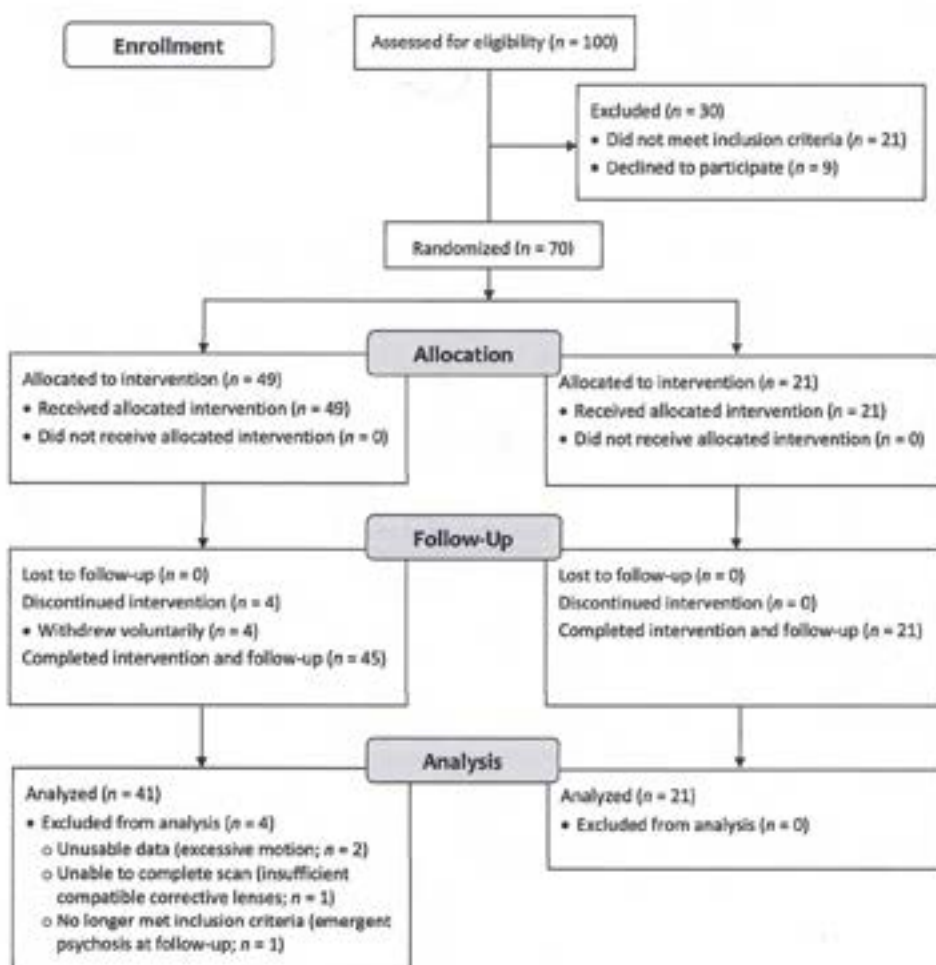 Enrollment
Assessed for eligibility (n = 100)
Excluded (n = 30)
• Did not meet inclusion criteria (n = 21)
• Declined to participate (n = 9)
Randomized (n = 70)
Allocation
Allocated to intervention (n = 49)
• Received allocated intervention (n = 49)
• Did not receive allocated intervention (n = 0)
Allocated to intervention (n = 21)
• Received allocated intervention (n = 21)
• Did not receive allocated intervention (n = 0)
Follow-Up
Lost to follow-up (n = 0)
Discontinued intervention (n = 4)
• Withdrew voluntarily (n = 4)
Completed intervention and follow-up (n = 45)
Lost to follow-up (n = 0)
Discontinued intervention (n = 0)
Completed intervention and follow-up (n = 21)
Analysis
Analyzed (n = 41)
• Excluded from analysis (n = 4)
o Unusable data (excessive motion; n = 2)
o Unable to complete scan (insufficient
compatible corrective lenses; n = 1)
o No longer met inclusion criteria (emergent
psychosis at follow-up; n = 1)
Analyzed (n = 21)
• Excluded from analysis (n = 0)